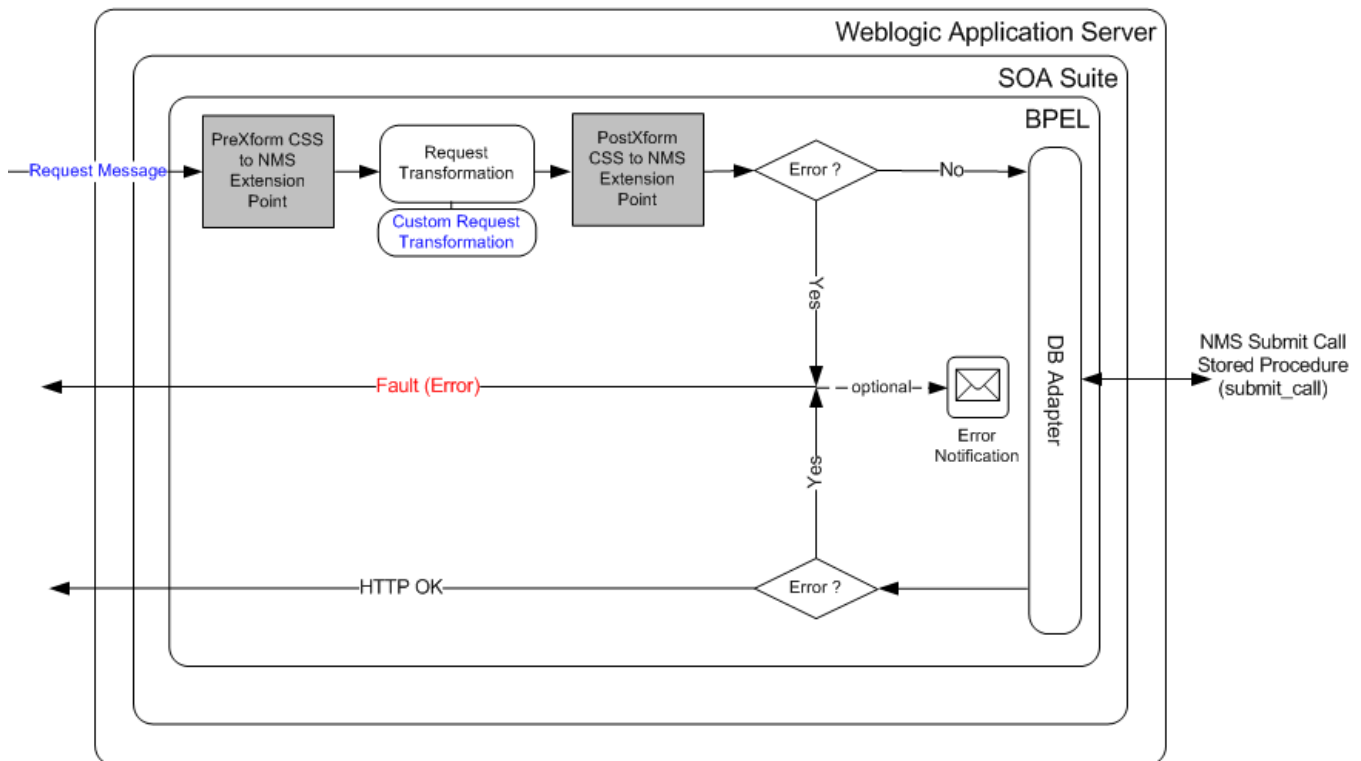 Weblogic Application Server
SOA Suite
BPEL
Request Message
PreXform CSS
to NMS
Extension
Point
Request
Transformation
Custom Request
Transformation
PostXform
CSS to NMS
Extension
Point
Error ?
No
Yes
DB Adapter
NMS Submit Call
Stored Procedure
(submit_call)
Fault (Error)
optional
Error
Notification
Yes
HTTP OK
Error ?